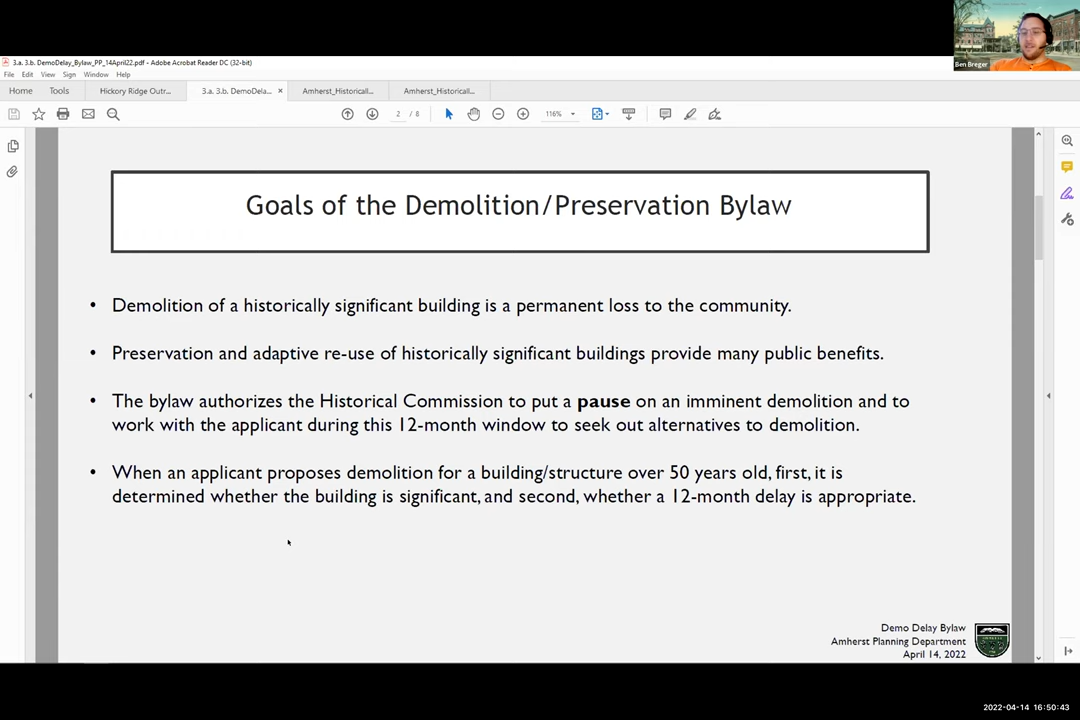 Ben Breger
3.a. 3.b. DemoDelay_Bylaw_PP_14April22.pdf - Adobe Acrobat Reader DC (32-bit)
File Edit View Sign Window Help
Home Tools Hickory Ridge Outr... 3.a. 3.b. DemoDela... × Amherst_Historicall... Amherst_Historicall...
2 / 8 116%
Goals of the Demolition/Preservation Bylaw
• Demolition of a historically significant building is a permanent loss to the community.
• Preservation and adaptive re-use of historically significant buildings provide many public benefits.
• The bylaw authorizes the Historical Commission to put a pause on an imminent demolition and to
work with the applicant during this 12-month window to seek out alternatives to demolition.
• When an applicant proposes demolition for a building/structure over 50 years old, first, it is
determined whether the building is significant, and second, whether a 12-month delay is appropriate.
Demo Delay Bylaw
Amherst Planning Department
April 14, 2022
2022-04-14 16:50:43